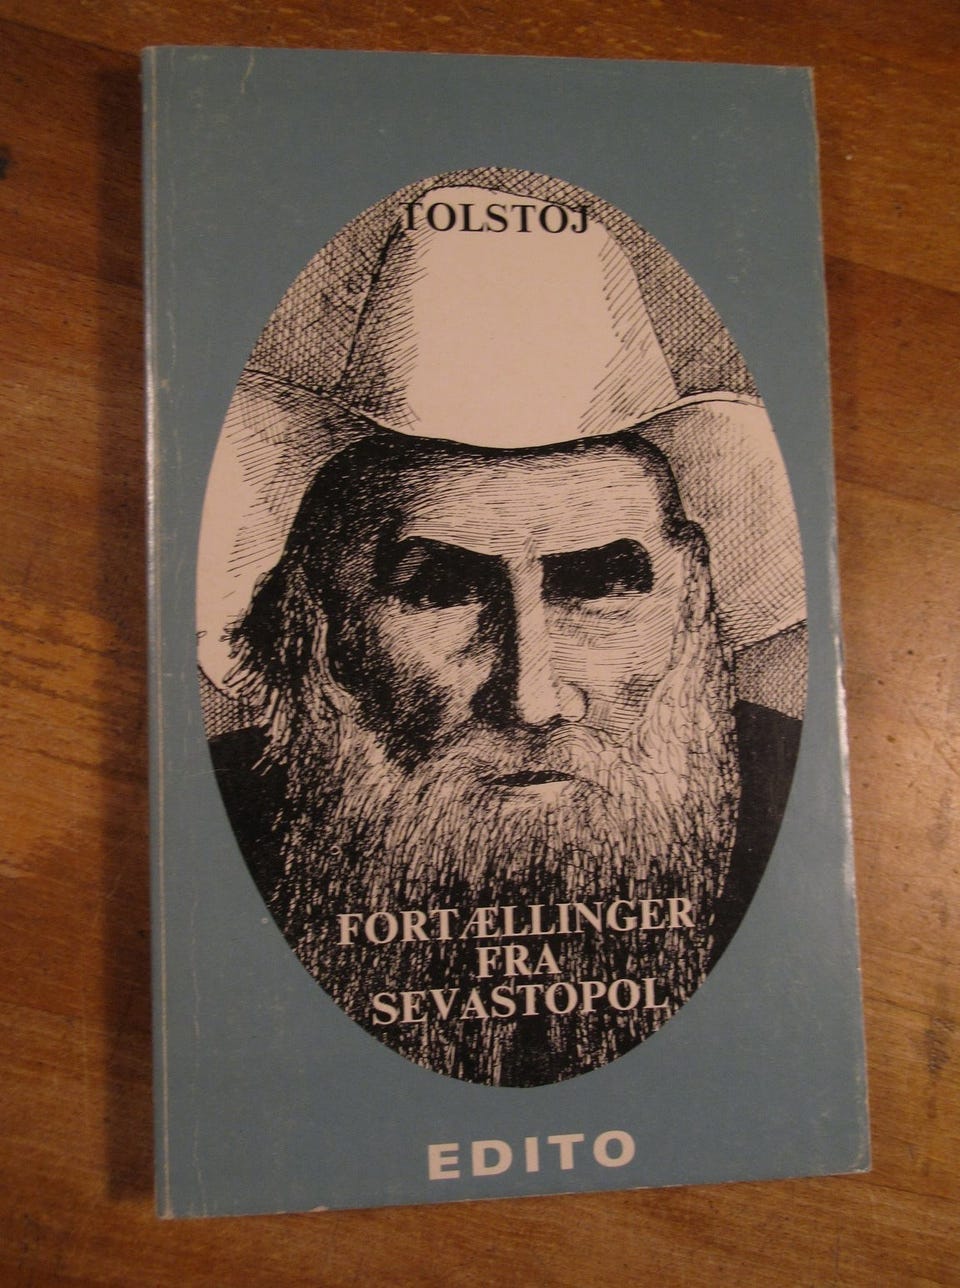 TOLSTOJ
FORTÆLLINGER
FRA
SEVASTOPOL
EDITO